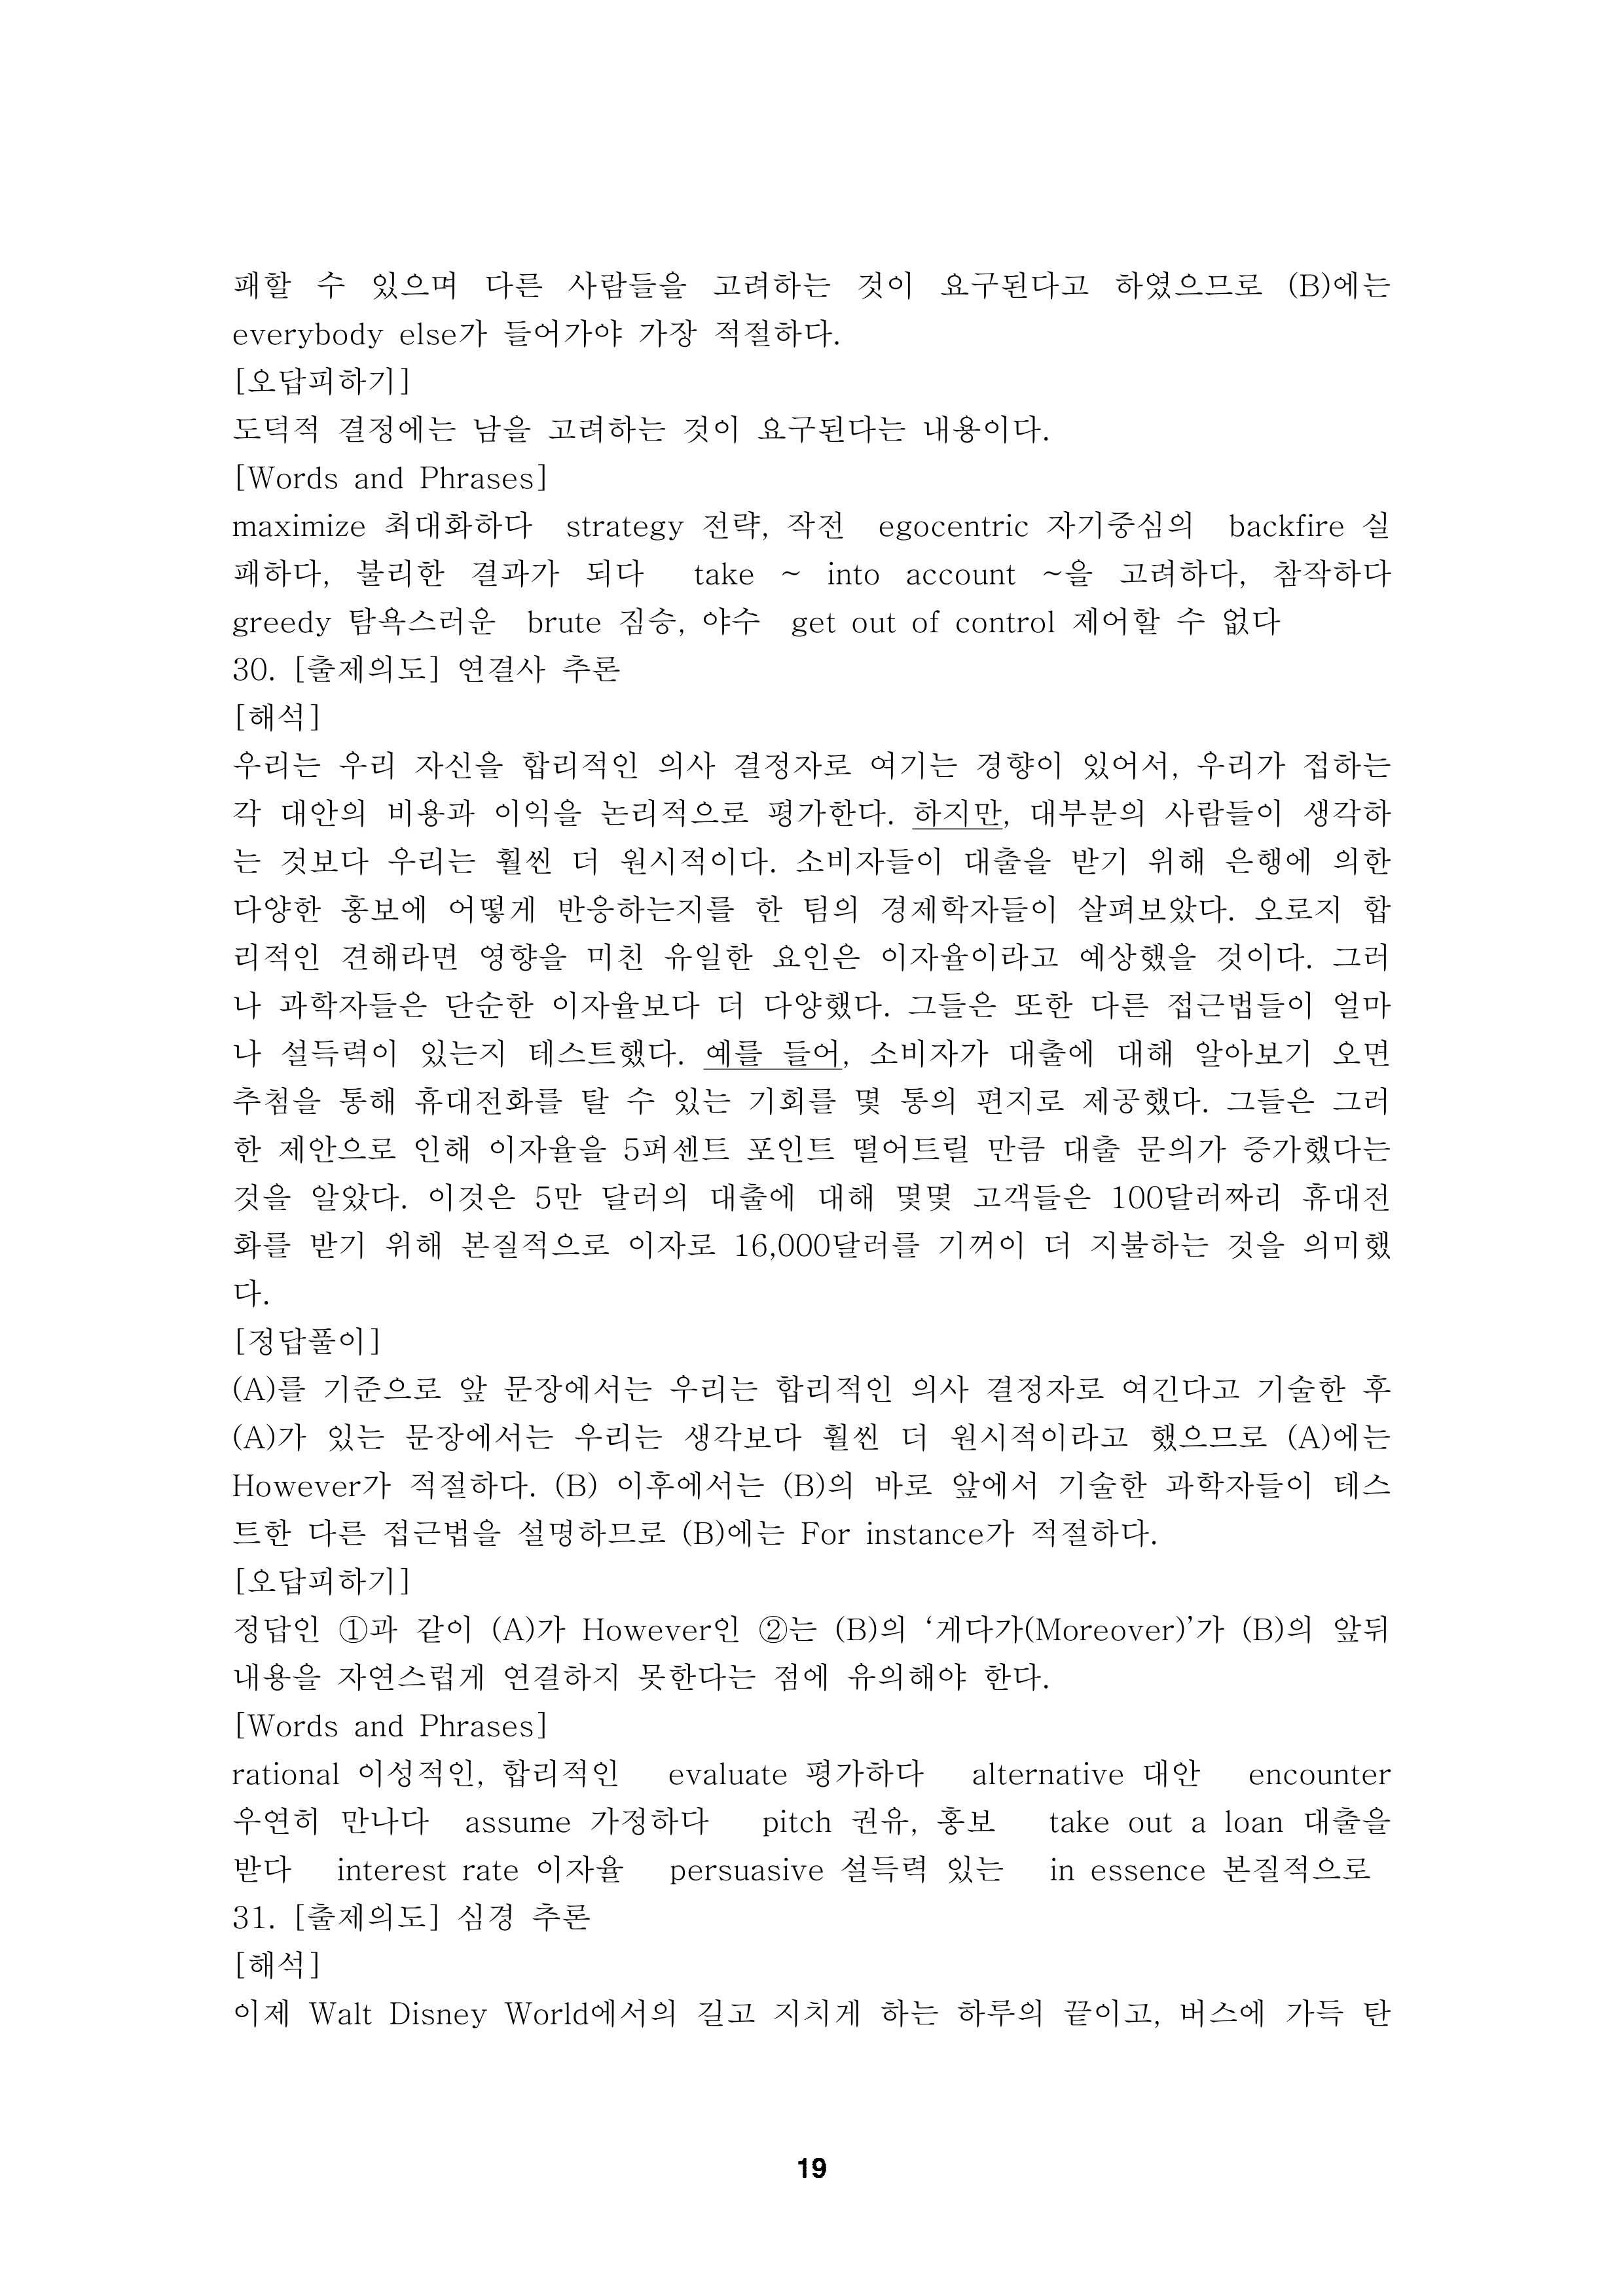 패할 수 있으며 다른 사람들을 고려하는 것이 요구된다고 하였으므로 (B)에는
everybody else가 들어가야 가장 적절하다.
[오답피하기]
도덕적 결정에는 남을 고려하는 것이 요구된다는 내용이다.
[Words and Phrases]
maximize 최대화하다 strategy 전략, 작전 egocentric 자기중심의 backfire 실
패하다, 불리한 결과가 되다 take ~ into account ~을 고려하다, 참작하다
greedy 탐욕스러운 brute 짐승, 야수 get out of control 제어할 수 없다
30. [출제의도] 연결사 추론
[해석]
우리는 우리 자신을 합리적인 의사 결정자로 여기는 경향이 있어서, 우리가 접하는
각 대안의 비용과 이익을 논리적으로 평가한다. 하지만, 대부분의 사람들이 생각하
는 것보다 우리는 훨씬 더 원시적이다. 소비자들이 대출을 받기 위해 은행에 의한
다양한 홍보에 어떻게 반응하는지를 한 팀의 경제학자들이 살펴보았다. 오로지 합
리적인 견해라면 영향을 미친 유일한 요인은 이자율이라고 예상했을 것이다. 그러
나 과학자들은 단순한 이자율보다 더 다양했다. 그들은 또한 다른 접근법들이 얼마
나 설득력이 있는지 테스트했다. 예를 들어, 소비자가 대출에 대해 알아보기 오면
추첨을 통해 휴대전화를 탈 수 있는 기회를 몇 통의 편지로 제공했다. 그들은 그러
한 제안으로 인해 이자율을 5퍼센트 포인트 떨어트릴 만큼 대출 문의가 증가했다는
것을 알았다. 이것은 5만 달러의 대출에 대해 몇몇 고객들은 100달러짜리 휴대전
화를 받기 위해 본질적으로 이자로 16,000달러를 기꺼이 더 지불하는 것을 의미했
다.
[정답풀이]
(A)를 기준으로 앞 문장에서는 우리는 합리적인 의사 결정자로 여긴다고 기술한 후
(A)가 있는 문장에서는 우리는 생각보다 훨씬 더 원시적이라고 했으므로 (A)에는
However가 적절하다. (B) 이후에서는 (B)의 바로 앞에서 기술한 과학자들이 테스
트한 다른 접근법을 설명하므로 (B)에는 For instance가 적절하다.
[오답피하기]
정답인 ①과 같이 (A)가 However인 ②는 (B)의 ‘게다가(Moreover)’가 (B)의 앞뒤
내용을 자연스럽게 연결하지 못한다는 점에 유의해야 한다.
[Words and Phrases]
rational 이성적인, 합리적인 evaluate 평가하다 alternative 대안 encounter
우연히 만나다 assume 가정하다 pitch 권유, 홍보 take out a loan 대출을
받다 interest rate 이자율 persuasive 설득력 있는 in essence 본질적으로
31. [출제의도] 심경 추론
[해석]
이제 Walt Disney World에서의 길고 지치게 하는 하루의 끝이고, 버스에 가득 탄
19